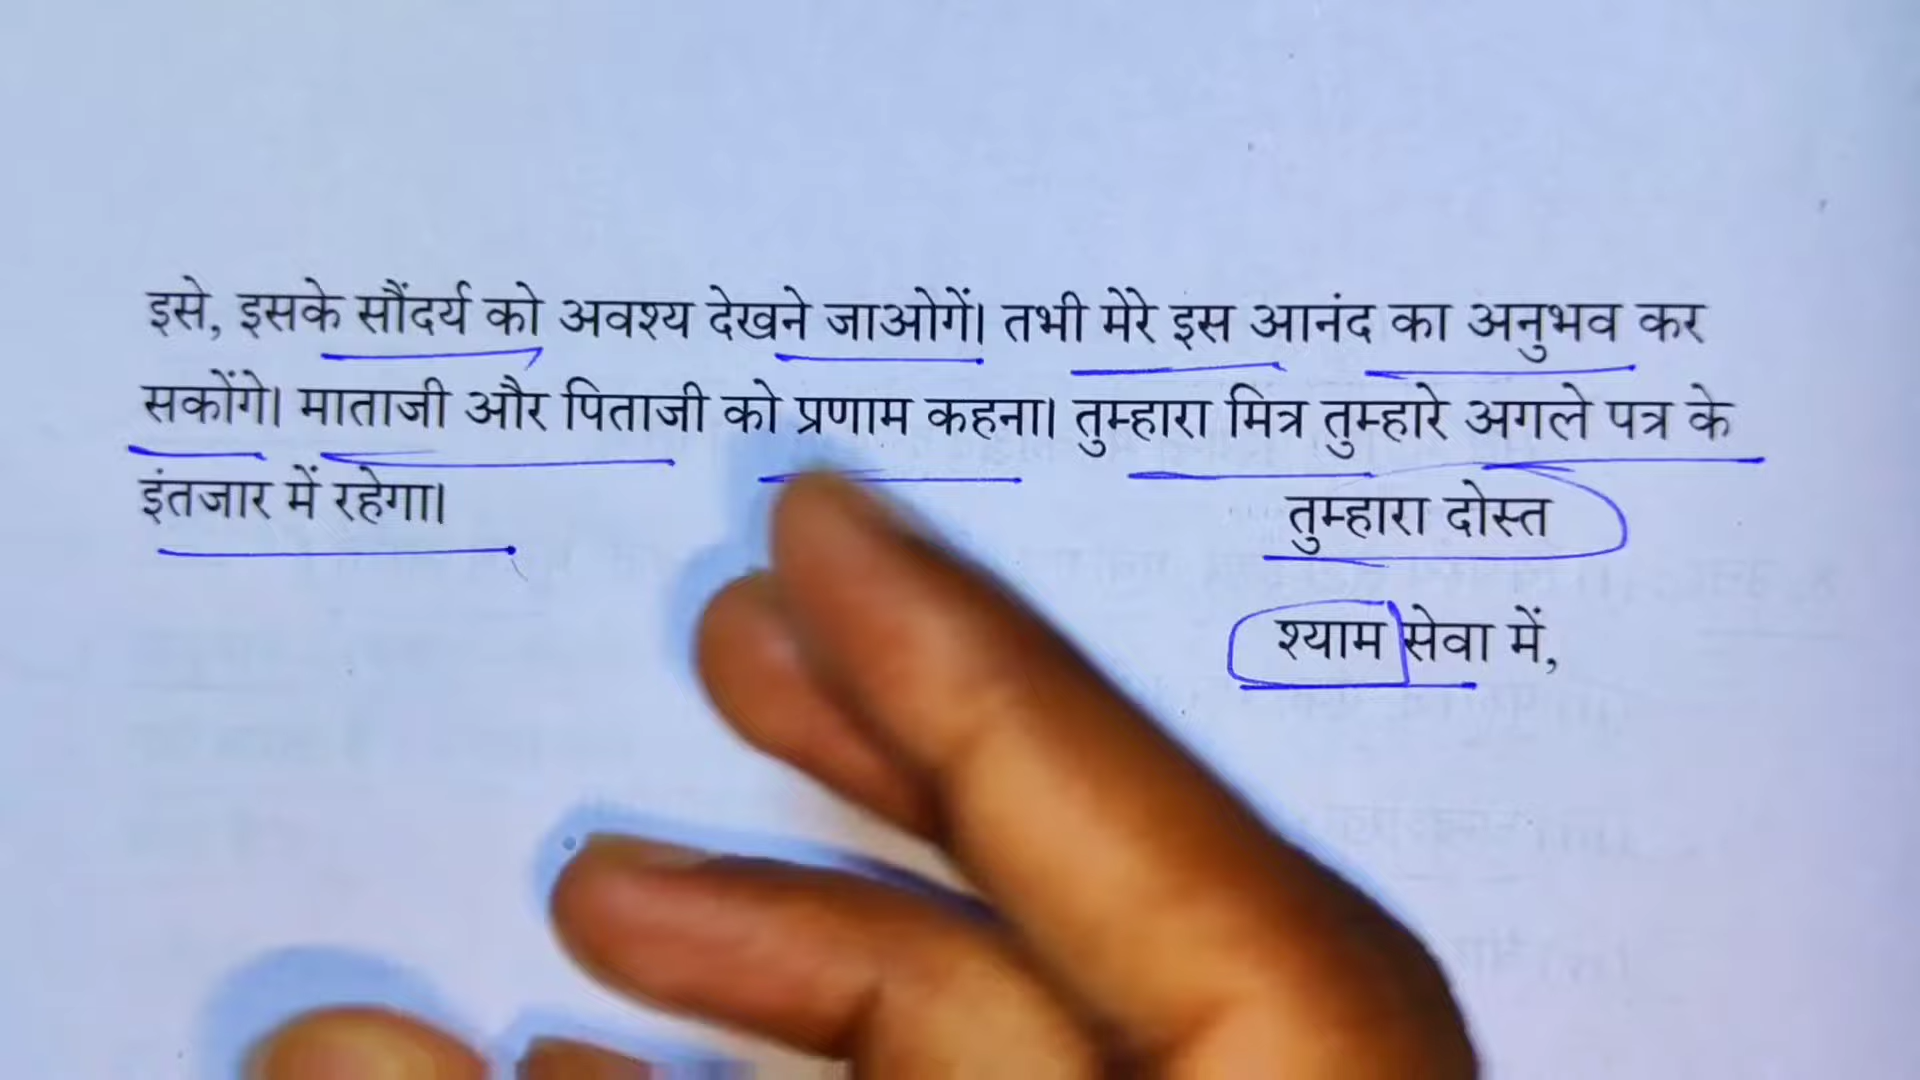 इसे, इसके सौंदर्य को अवश्य देखने जाओगें। तभी मेरे इस आनंद का अनुभव कर
सकोंगे। माताजी और पिताजी को प्रणाम कहना। तुम्हारा मित्र तुम्हारे अगले पत्र के
इंतजार में रहेगा।
तुम्हारा दोस्त
श्याम सेवा में,